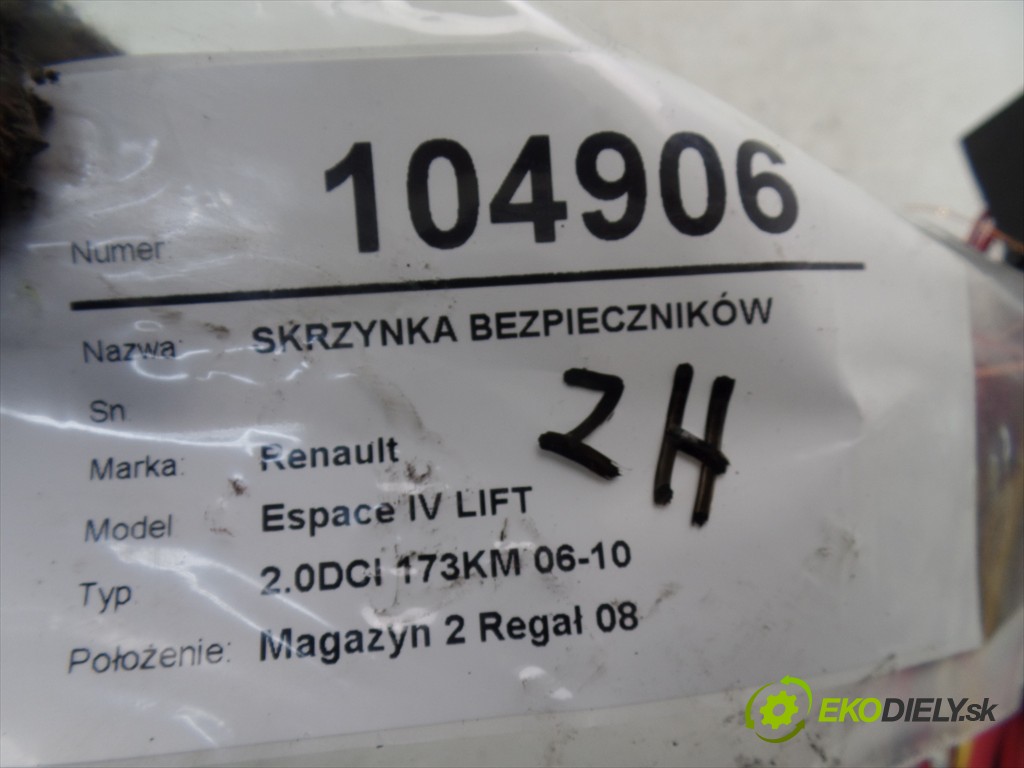 Numer: 104906
Nazwa: SKRZYNKA BEZPIECZNIKÓW
Sn
2H
Marka: Renault
Model Espace IV LIFT
Typ 2.0DCI 173KM 06-10
Położenie: Magazyn 2 Regał 08
EKODIELY.sk